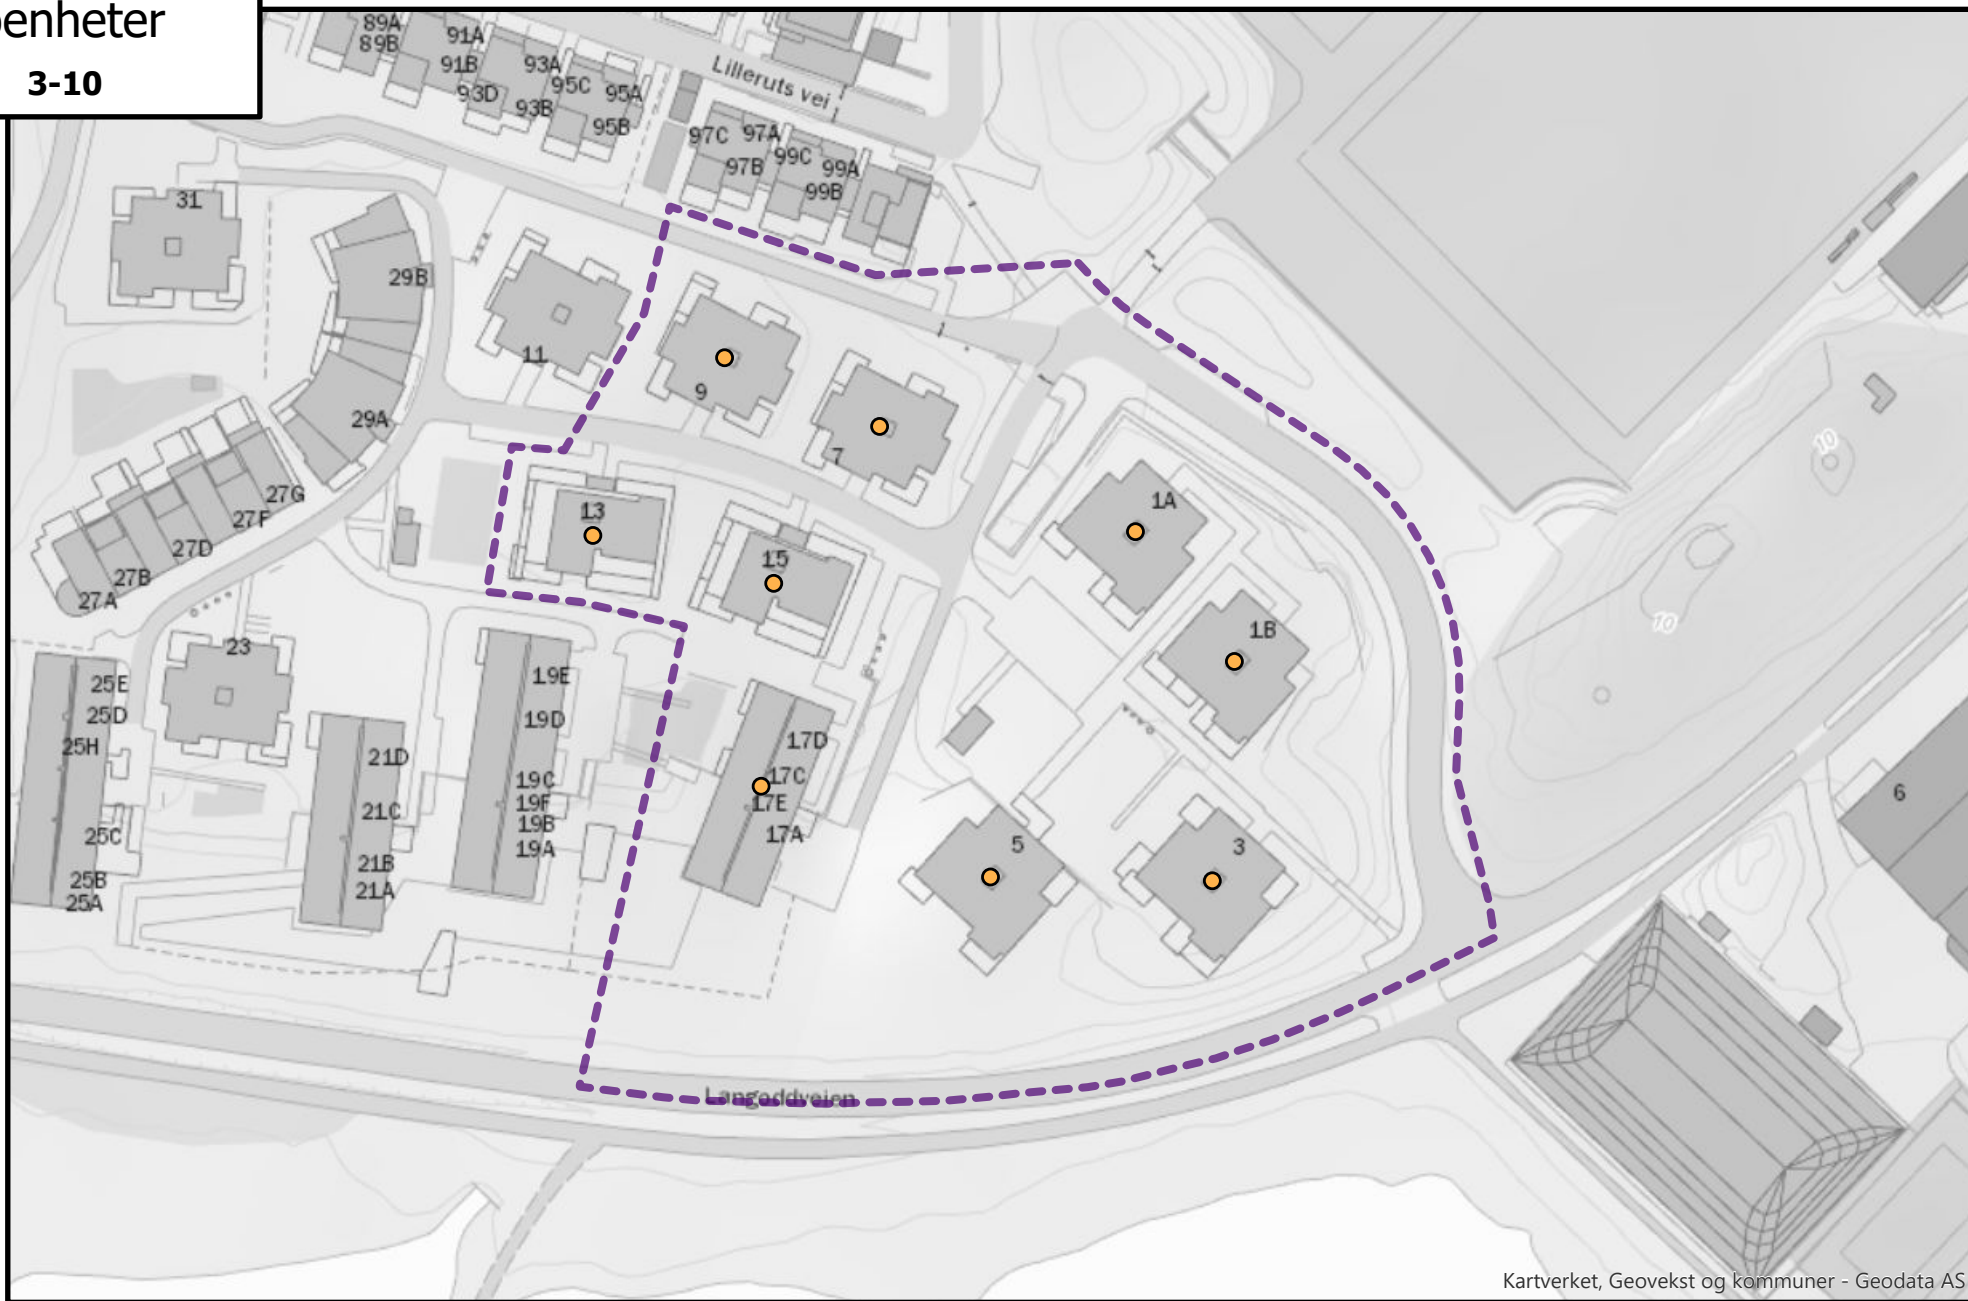 enheter
3-10
89A
89B
91A
91B
93A
93D
93B
95C
95A
95B
Lilleruts vei
97C
97A
97B
99C
99A
99B
31
29B
11
9
29A
7
27G
27F
27D
27B
27A
13
15
1A
1B
10
10
23
25E
25D
25H
25C
25B
25A
21D
21C
21B
21A
19E
19D
19C
19F
19B
19A
17D
17C
17E
17A
5
3
6
Langoddveien
Kartverket, Geovekst og kommuner - Geodata AS